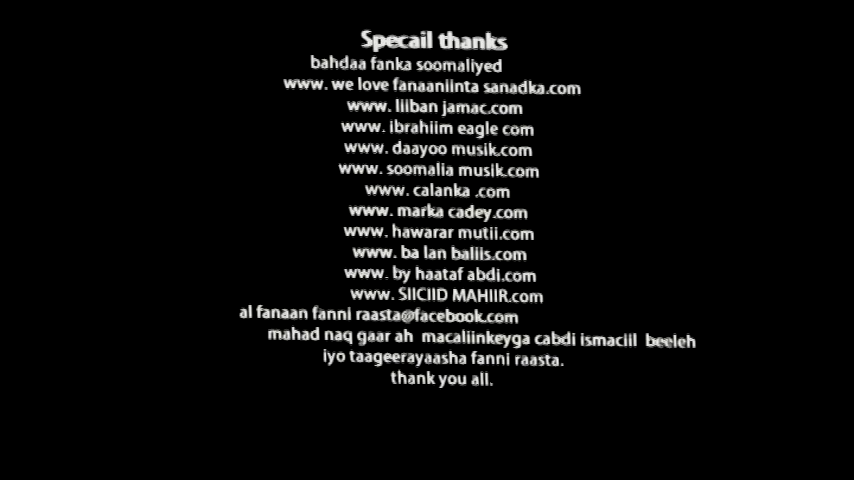 Specail thanks
bahdaa fanka soomaliyed
www. we love fanaaniinta sanadka.com
www. liiban jamac.com
www. ibrahiim eagle com
www. daayoo musik.com
www. soomalia musik.com
www. calanka .com
www. marka cadey.com
www. hawarar mutii.com
www. ba lan baliis.com
www. by haataf abdi.com
www. SIICIID MAHIIR.com
al fanaan fanni raasta@facebook.com
mahad naq gaar ah macaliinkeyga cabdi ismaciil beeleh
iyo taageerayaasha fanni raasta.
thank you all.